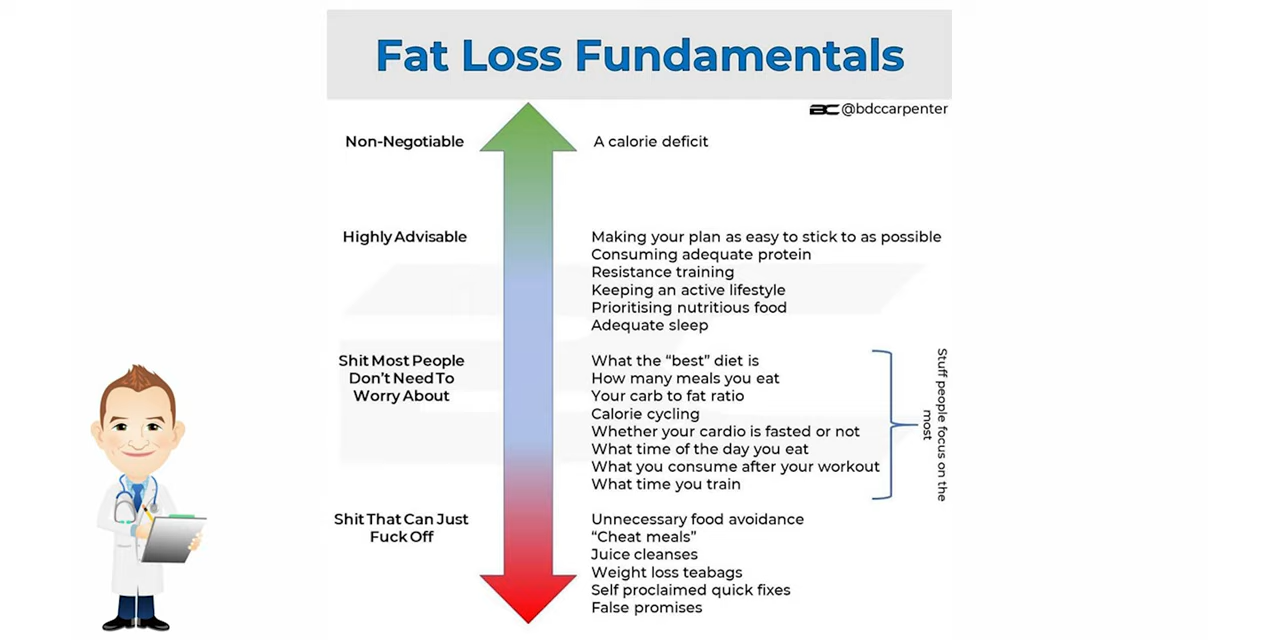 Fat Loss Fundamentals
BC @bdccarpenter
Non-Negotiable
A calorie deficit
Highly Advisable
Making your plan as easy to stick to as possible
Consuming adequate protein
Resistance training
Keeping an active lifestyle
Prioritising nutritious food
Adequate sleep
Shit Most People
Don't Need To
Worry About
What the “best” diet is
How many meals you eat
Your carb to fat ratio
Calorie cycling
Whether your cardio is fasted or not
What time of the day you eat
What you consume after your workout
What time you train
Stuff people focus on the
most
Shit That Can Just
Fuck Off
Unnecessary food avoidance
“Cheat meals”
Juice cleanses
Weight loss teabags
Self proclaimed quick fixes
False promises